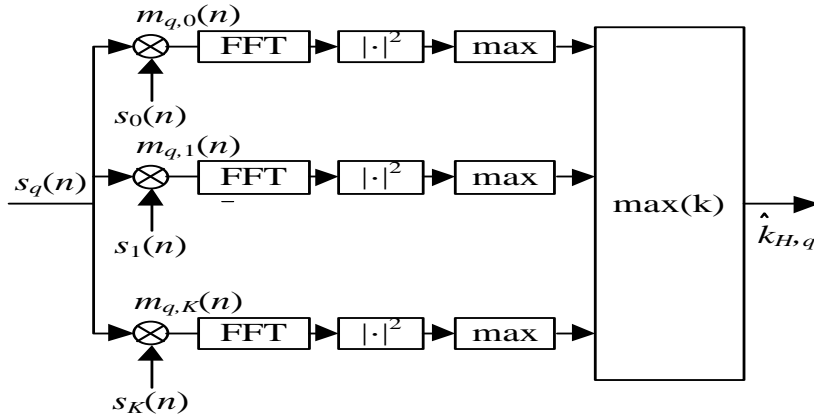 m_{q,0}(n)
FFT |·|^2 max
s_0(n)
m_{q,1}(n)
s_q(n) FFT |·|^2 max max(k)
s_1(n)
\hat{k}_{H,q}
m_{q,K}(n)
FFT |·|^2 max
s_K(n)